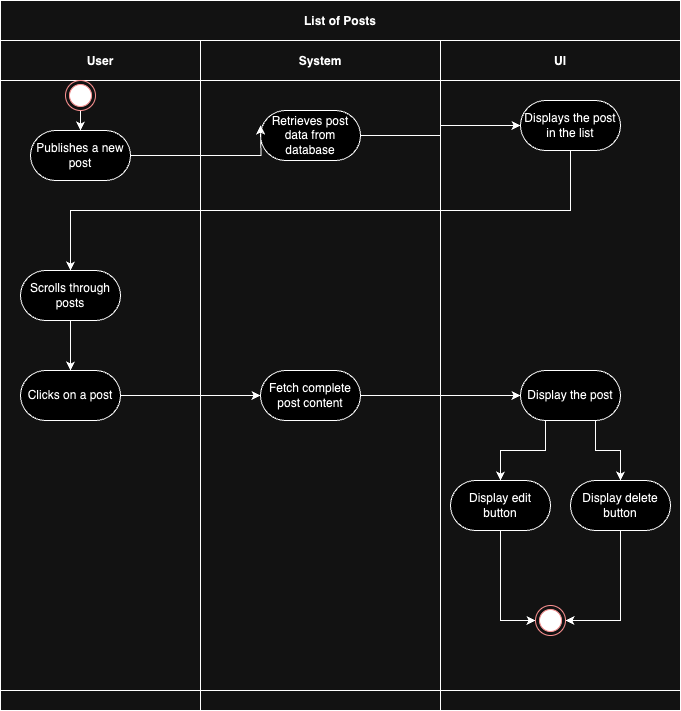 List of Posts
User
System
UI
Publishes a new
post
Retrieves post
data from
database
Displays the post
in the list
Scrolls through
posts
Clicks on a post
Fetch complete
post content
Display the post
Display edit
button
Display delete
button